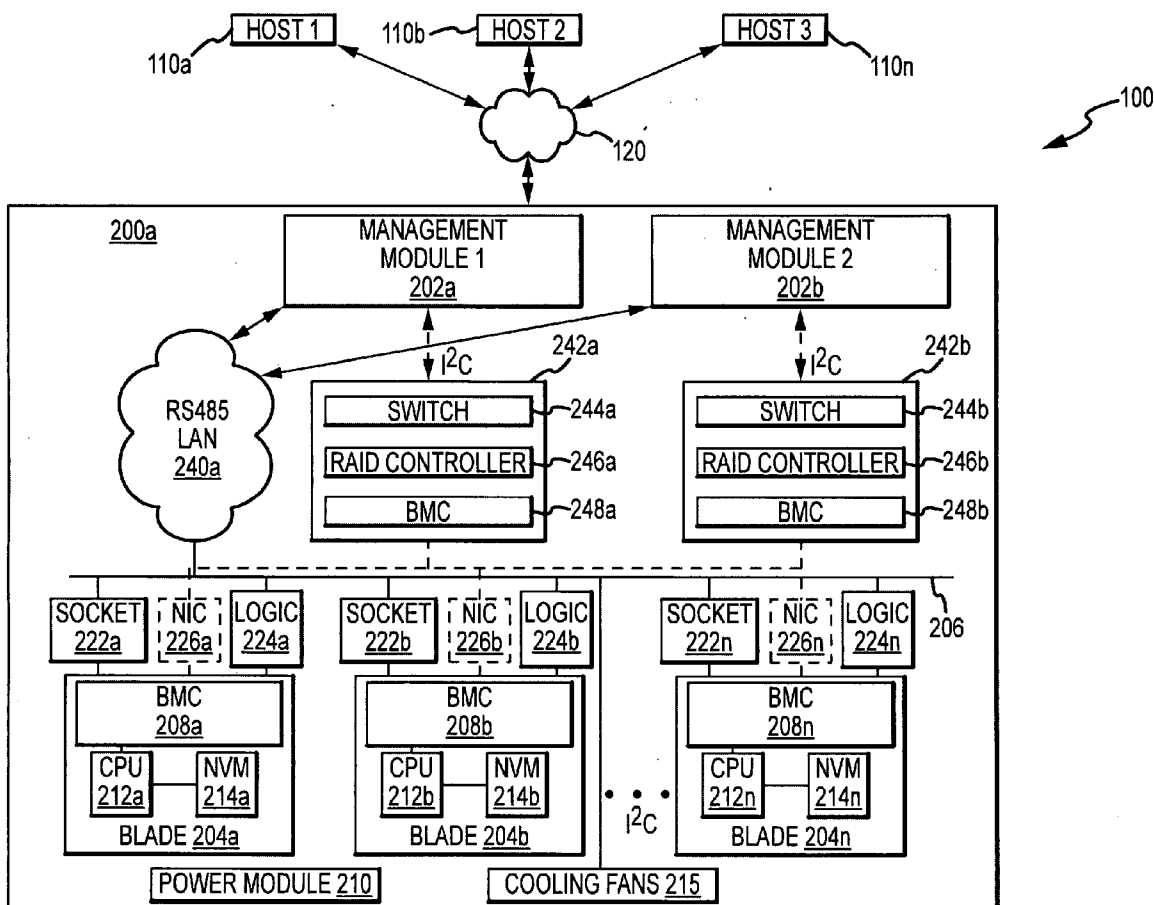 HOST 1
110a
110b
HOST 2
HOST 3
110n
100
120
200a
MANAGEMENT
MODULE 1
202a
MANAGEMENT
MODULE 2
202b
I²C
242a
I²C
242b
RS485
LAN
240a
SWITCH
244a
RAID CONTROLLER
246a
BMC
248a
SWITCH
244b
RAID CONTROLLER
246b
BMC
248b
SOCKET
222a
NIC
226a
LOGIC
224a
SOCKET
222b
NIC
226b
LOGIC
224b
SOCKET
222n
NIC
226n
LOGIC
224n
206
BMC
208a
CPU
212a
NVM
214a
BLADE 204a
BMC
208b
CPU
212b
NVM
214b
BLADE 204b
• • •
I²C
BMC
208n
CPU
212n
NVM
214n
BLADE 204n
POWER MODULE 210
COOLING FANS 215